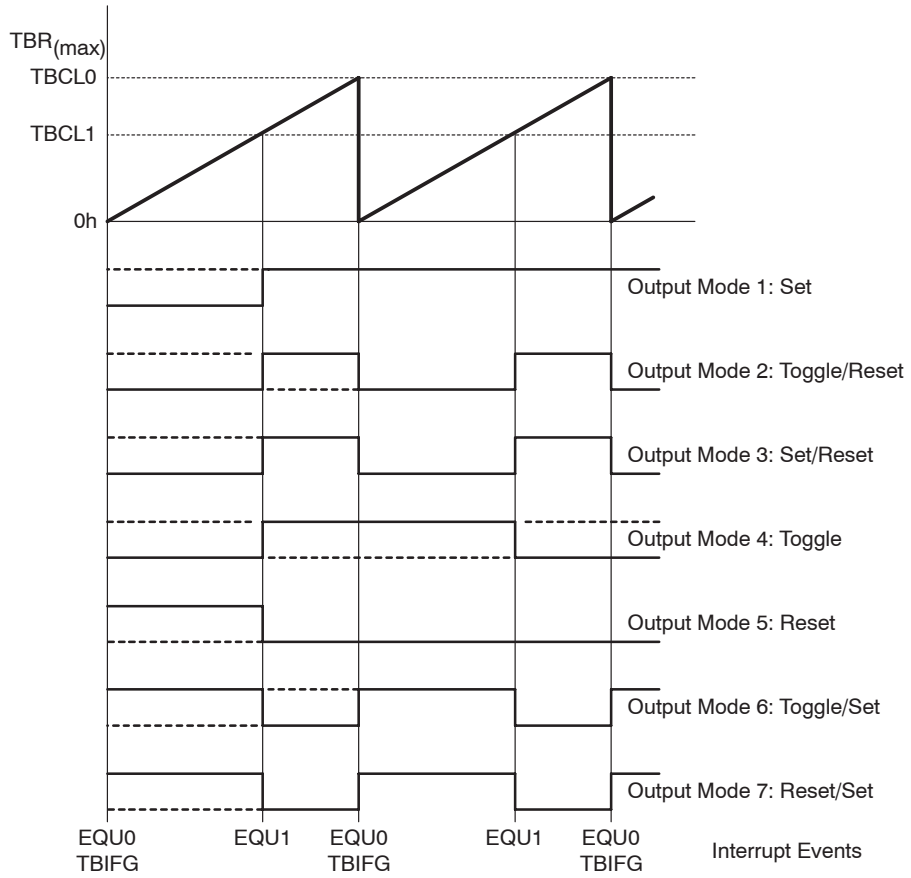 TBR(max)
TBCL0
TBCL1
0h
Output Mode 1: Set
Output Mode 2: Toggle/Reset
Output Mode 3: Set/Reset
Output Mode 4: Toggle
Output Mode 5: Reset
Output Mode 6: Toggle/Set
Output Mode 7: Reset/Set
EQU0 EQU1 EQU0 EQU1 EQU0
TBIFG TBIFG TBIFG
Interrupt Events